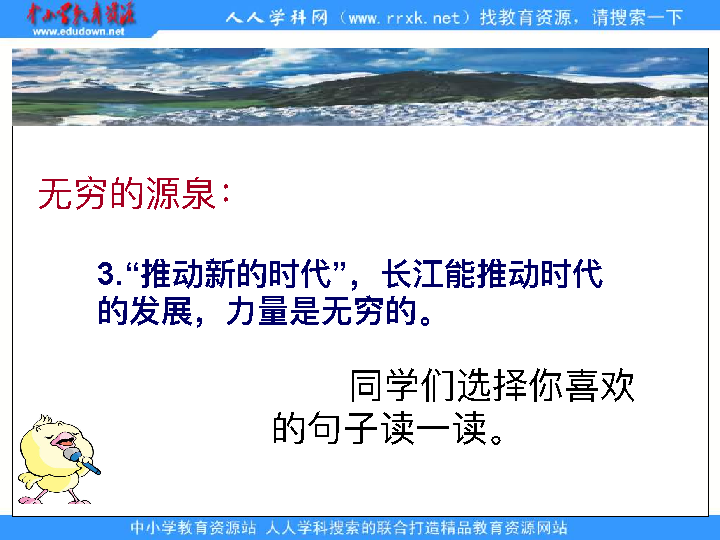 中小学教育资源
www.edudown.net
人人学科网（www.rrxk.net）找教育资源，请搜索一下
无穷的源泉：
3.“推动新的时代”，长江能推动时代
的发展，力量是无穷的。
同学们选择你喜欢
的句子读一读。
中小学教育资源站 人人学科搜索的联合打造精品教育资源网站